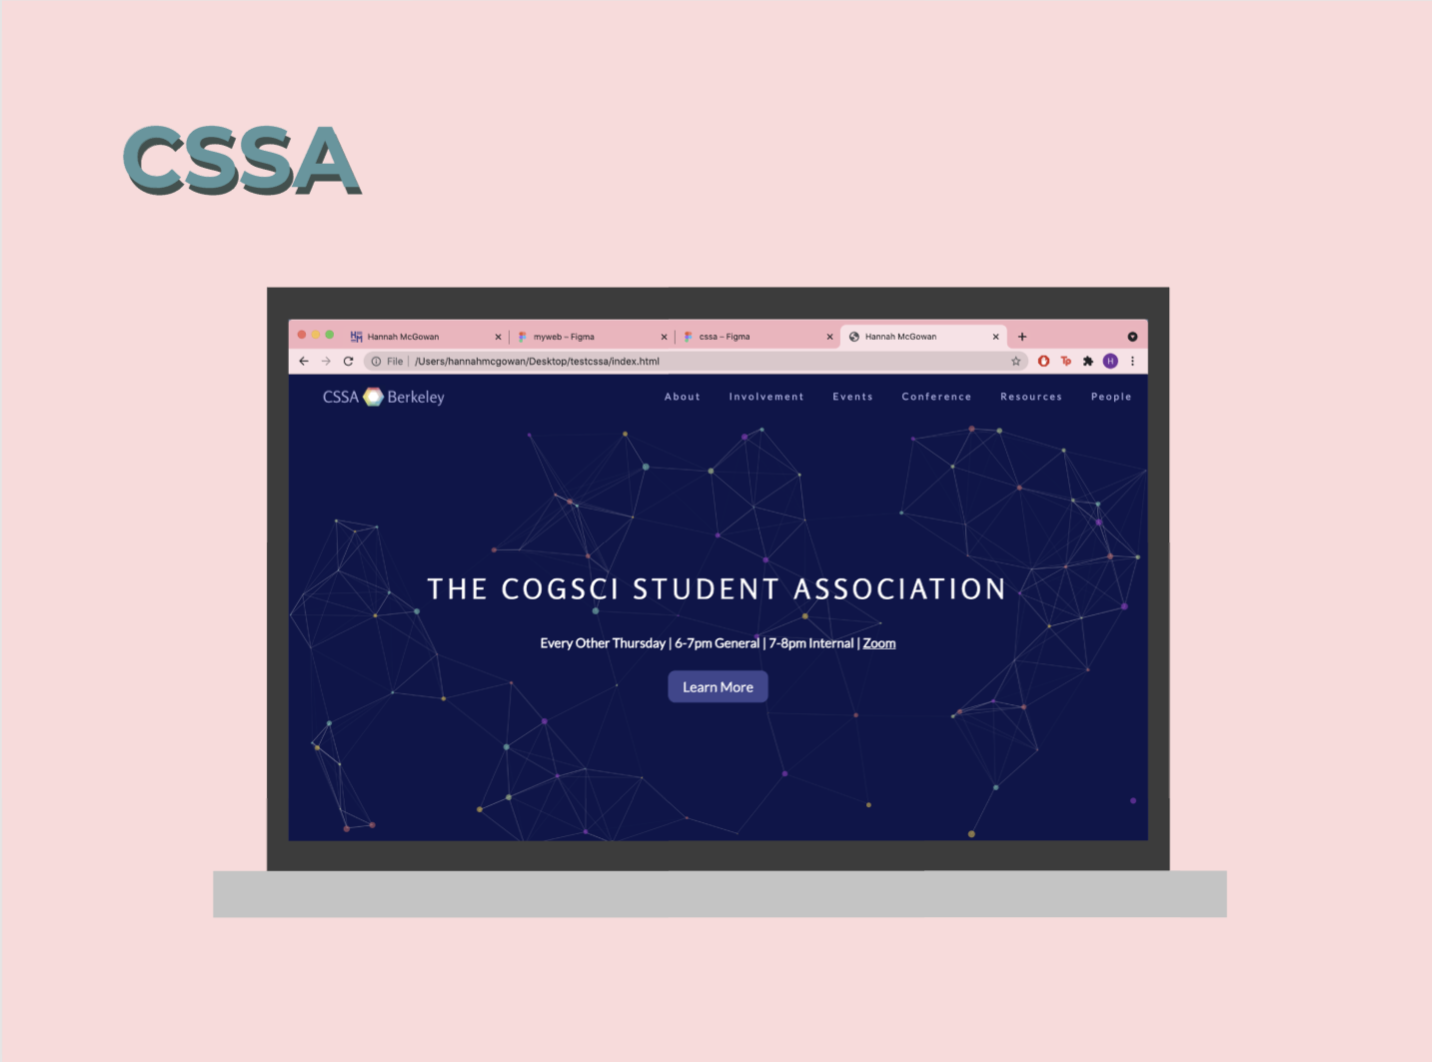 CSSA
Hannah McGowan
myweb – Figma
cssa – Figma
Hannah McGowan
File
/Users/hannahmcgowan/Desktop/testcssa/index.html
H
CSSA Berkeley
About Involvement Events Conference Resources People
THE COGSCI STUDENT ASSOCIATION
Every Other Thursday | 6-7pm General | 7-8pm Internal | Zoom
Learn More